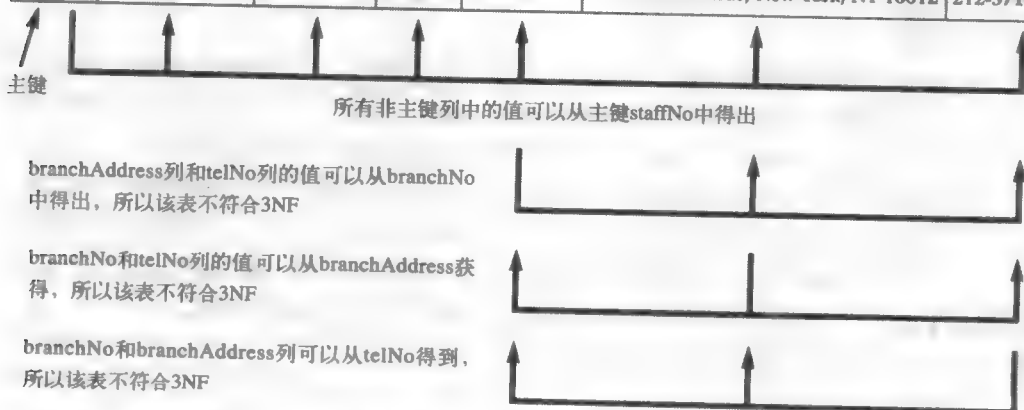 主键
所有非主键列中的值可以从主键staffNo中得出
branchAddress列和telNo列的值可以从branchNo
中得出，所以该表不符合3NF
branchNo和telNo列的值可以从branchAddress获
得，所以该表不符合3NF
branchNo和branchAddress列可以从telNo得到，
所以该表不符合3NF